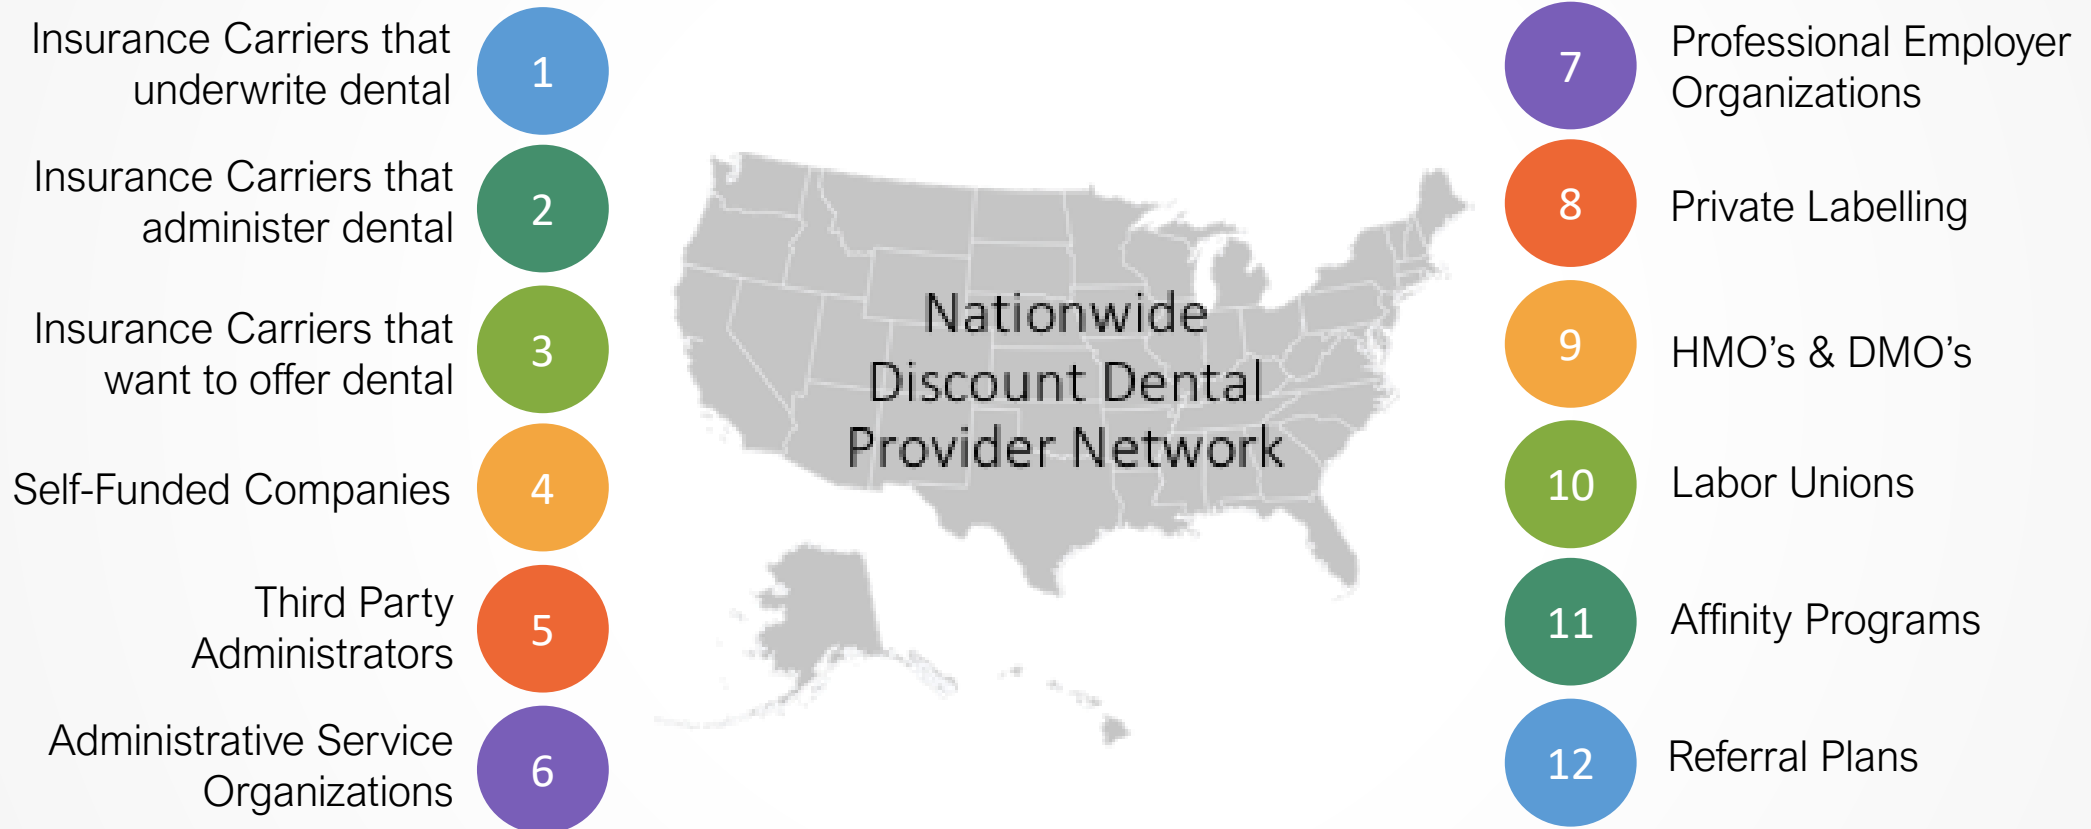 Insurance Carriers that
underwrite dental
1
Insurance Carriers that
administer dental
2
Insurance Carriers that
want to offer dental
3
Self-Funded Companies
4
Third Party
Administrators
5
Administrative Service
Organizations
6
Nationwide
Discount Dental
Provider Network
7
Professional Employer
Organizations
8
Private Labelling
9
HMO’s & DMO’s
10
Labor Unions
11
Affinity Programs
12
Referral Plans